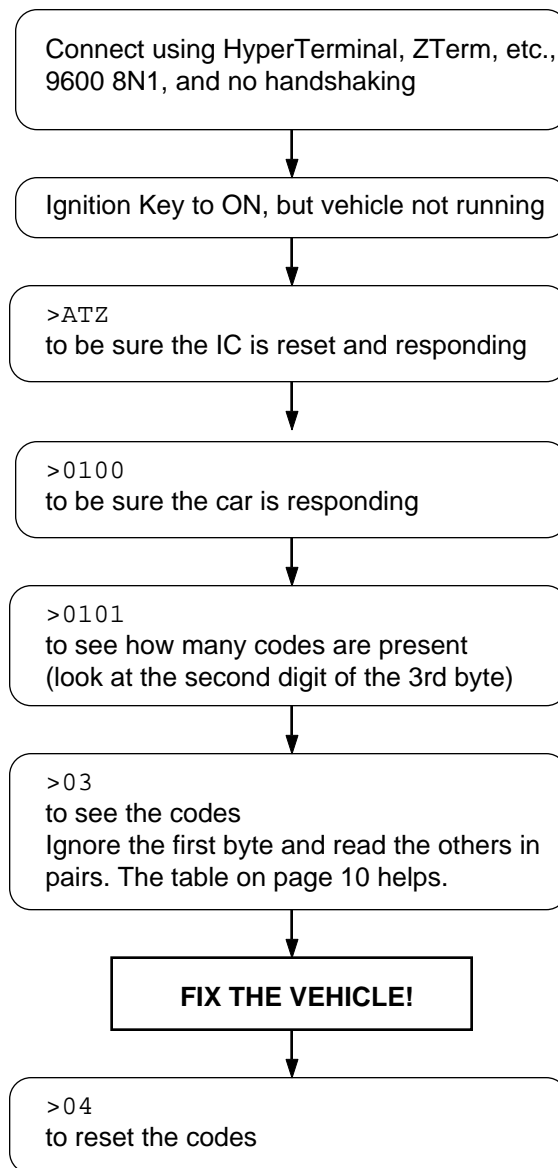 Connect using HyperTerminal, ZTerm, etc.,
9600 8N1, and no handshaking
Ignition Key to ON, but vehicle not running
>ATZ
to be sure the IC is reset and responding
>0100
to be sure the car is responding
>0101
to see how many codes are present
(look at the second digit of the 3rd byte)
>03
to see the codes
Ignore the first byte and read the others in
pairs. The table on page 10 helps.
FIX THE VEHICLE!
>04
to reset the codes